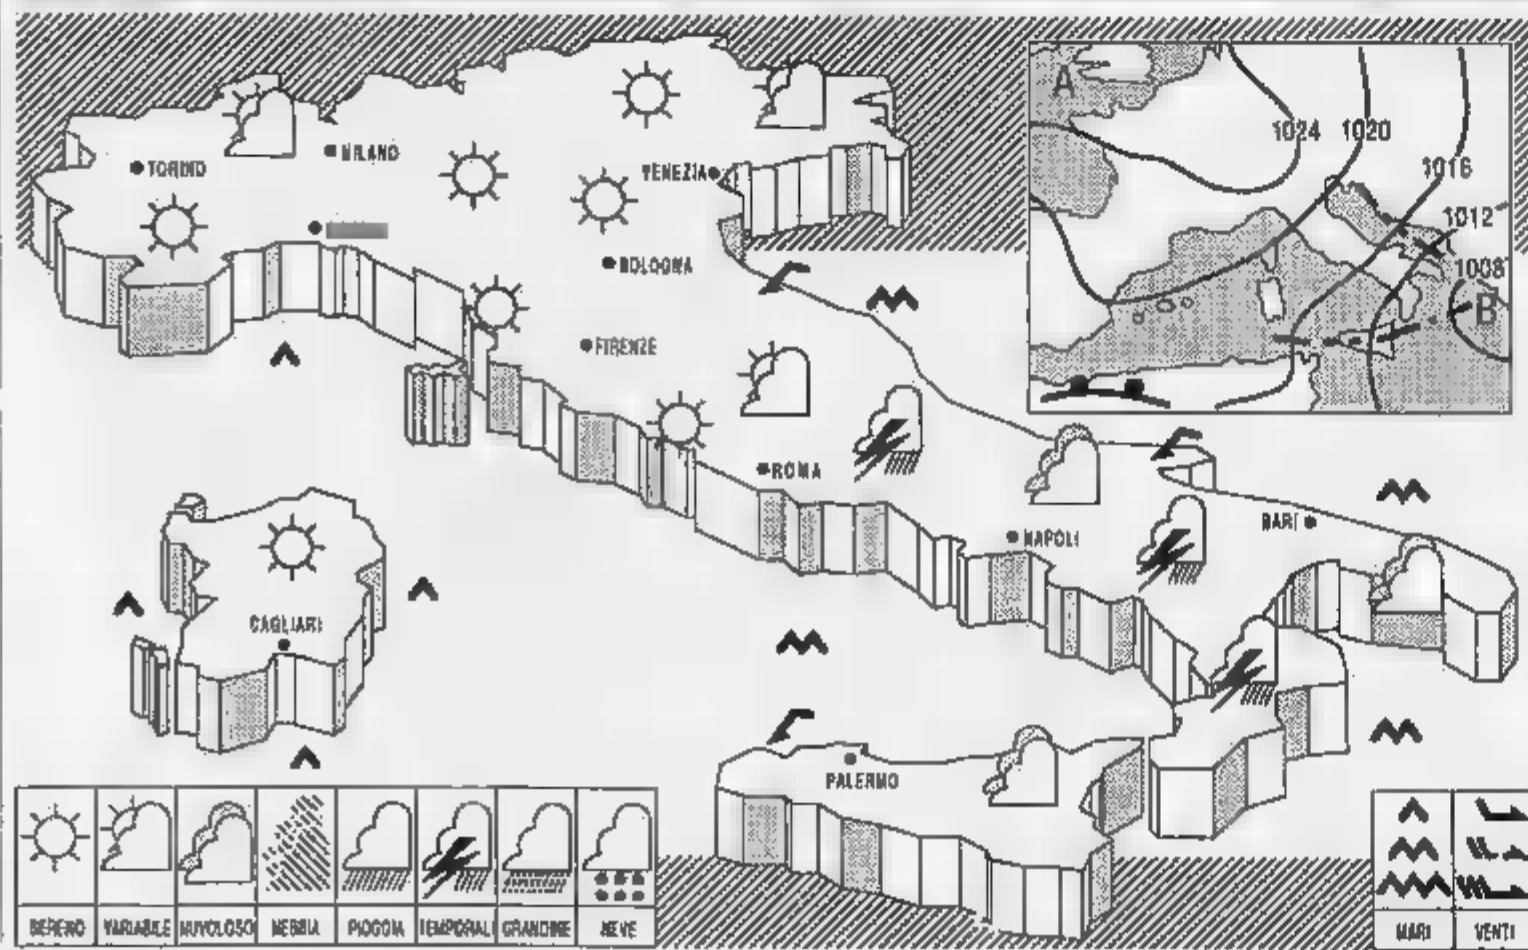 A
1024 1020
MILANO
TORINO
VENEZIA
1016
1012
BOLOGNA
1008
B
FIRENZE
ROMA
BARI
NAPOLI
CAGLIARI
PALERMO
SERENO VARIABILE NUVOLOSO NEBBIA PIOGGIA TEMPORALI GRANDINE NEVE
MARI VENTI